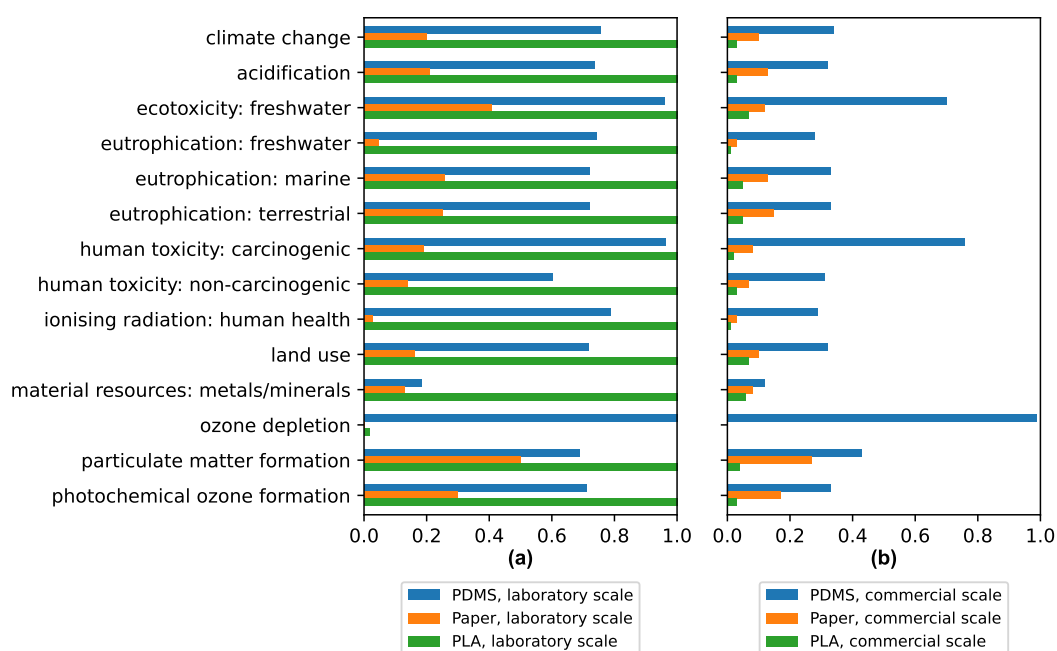 climate change
acidification
ecotoxicity: freshwater
eutrophication: freshwater
eutrophication: marine
eutrophication: terrestrial
human toxicity: carcinogenic
human toxicity: non-carcinogenic
ionising radiation: human health
land use
material resources: metals/minerals
ozone depletion
particulate matter formation
photochemical ozone formation
0.0 0.2 0.4 0.6 0.8 1.0
(a)
PDMS, laboratory scale
Paper, laboratory scale
PLA, laboratory scale
0.0 0.2 0.4 0.6 0.8 1.0
(b)
PDMS, commercial scale
Paper, commercial scale
PLA, commercial scale